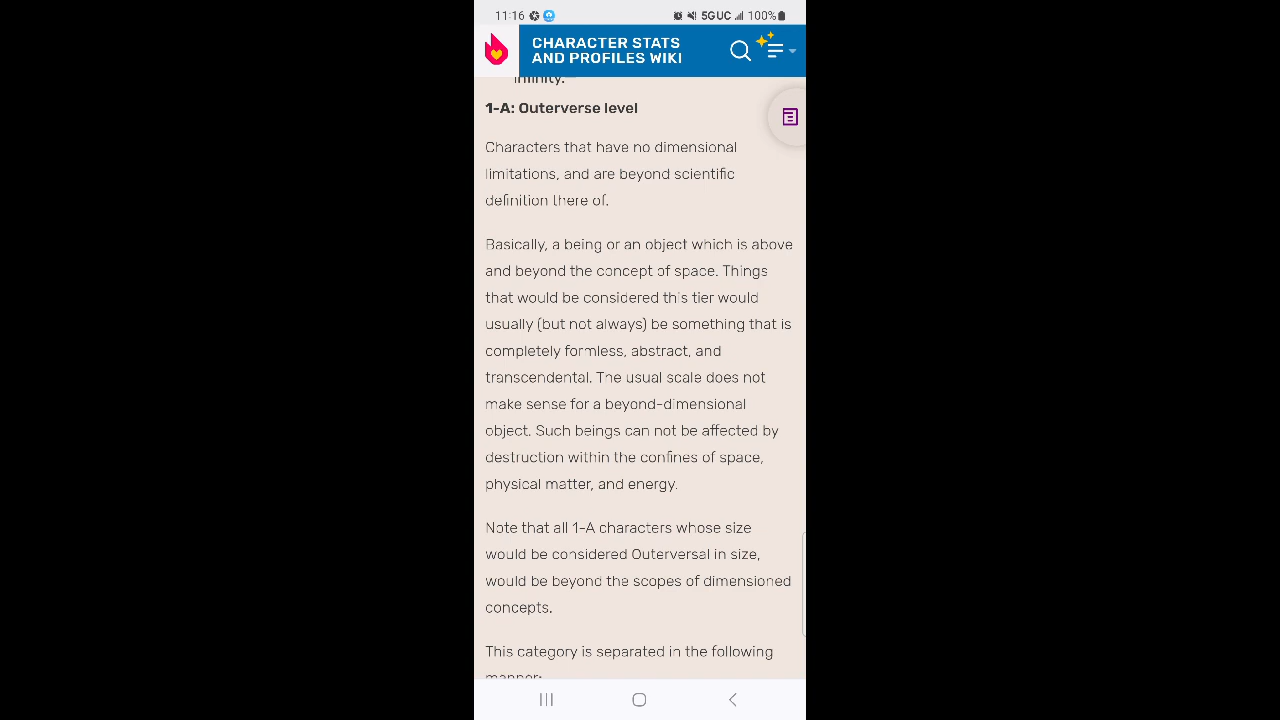 11:16
5GUC 100%
CHARACTER STATS
AND PROFILES WIKI
infinity.
1-A: Outerverse level
Characters that have no dimensional
limitations, and are beyond scientific
definition there of.
Basically, a being or an object which is above
and beyond the concept of space. Things
that would be considered this tier would
usually (but not always) be something that is
completely formless, abstract, and
transcendental. The usual scale does not
make sense for a beyond-dimensional
object. Such beings can not be affected by
destruction within the confines of space,
physical matter, and energy.
Note that all 1-A characters whose size
would be considered Outerversal in size,
would be beyond the scopes of dimensioned
concepts.
This category is separated in the following
manner: